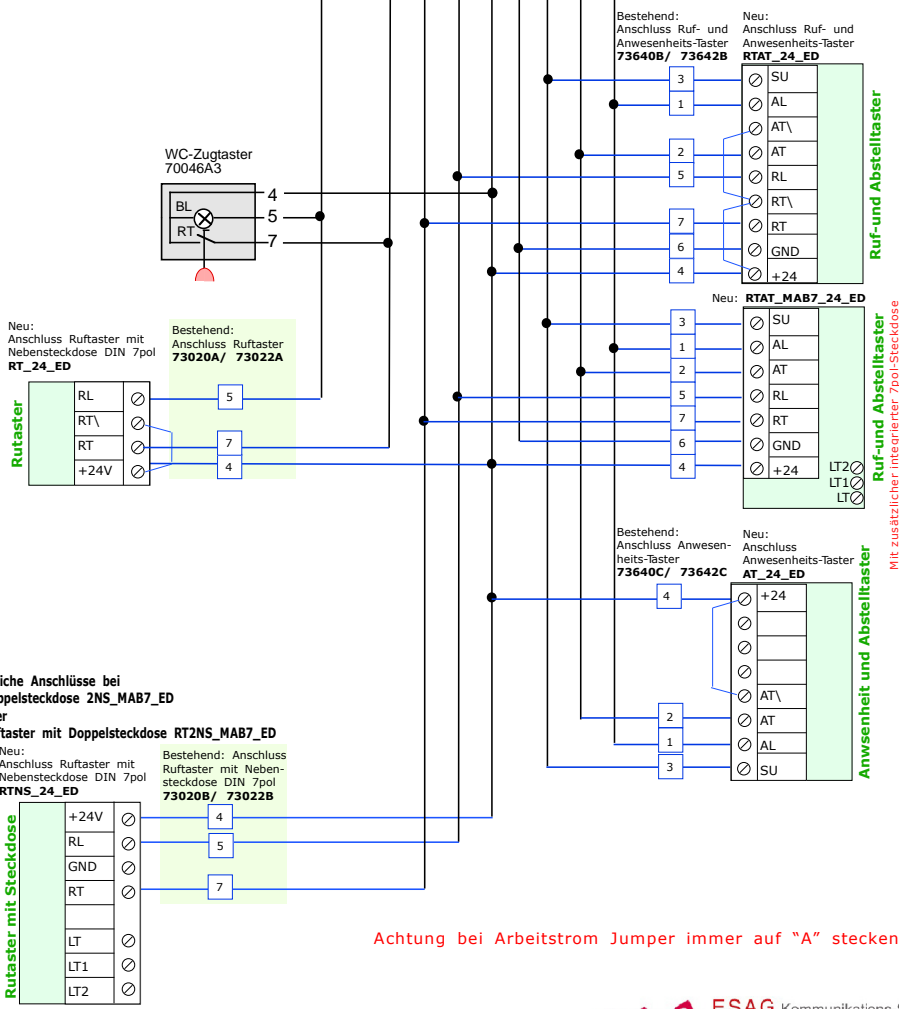 Bestehend:
Anschluss Ruf- und
Anwesenheits-Taster
73640B/ 73642B
Neu:
Anschluss Ruf- und
Anwesenheits-Taster
RTAT_24_ED
3
1
2
5
7
6
4
SU
AL
AT\
AT
RL
RT\
RT
GND
+24
Ruf-und Abstelltaster
WC-Zugtaster
70046A3
BL
RT
4
5
7
Neu: RTAT_MAB7_24_ED
3
1
2
5
7
6
4
SU
AL
AT
RL
RT
GND
+24
LT2
LT1
LT
Ruf-und Abstelltaster
Mit zusätzlicher integrierter 7pol-Steckdose
Neu:
Anschluss Ruftaster mit
Nebensteckdose DIN 7pol
RT_24_ED
Bestehend:
Anschluss Ruftaster
73020A/ 73022A
Rutaster
RL
RT\
RT
+24V
5
7
4
Bestehend:
Anschluss Anwesen-
heits-Taster
73640C/ 73642C
Neu:
Anschluss
Anwesenheits-Taster
AT_24_ED
4
2
1
3
+24
AT\
AT
AL
SU
Anwsenheit und Abstelltaster
iche Anschlüsse bei
ppelsteckdose 2NS_MAB7_ED
er
ftaster mit Doppelsteckdose RT2NS_MAB7_ED
Neu:
Anschluss Ruftaster mit
Nebensteckdose DIN 7pol
RTNS_24_ED
Bestehend: Anschluss
Ruftaster mit Neben-
steckdose DIN 7pol
73020B/ 73022B
Rutaster mit Steckdose
+24V
RL
GND
RT
LT
LT1
LT2
4
5
7
Achtung bei Arbeitstrom Jumper immer auf “A” stecken
ESAG Kommunikations